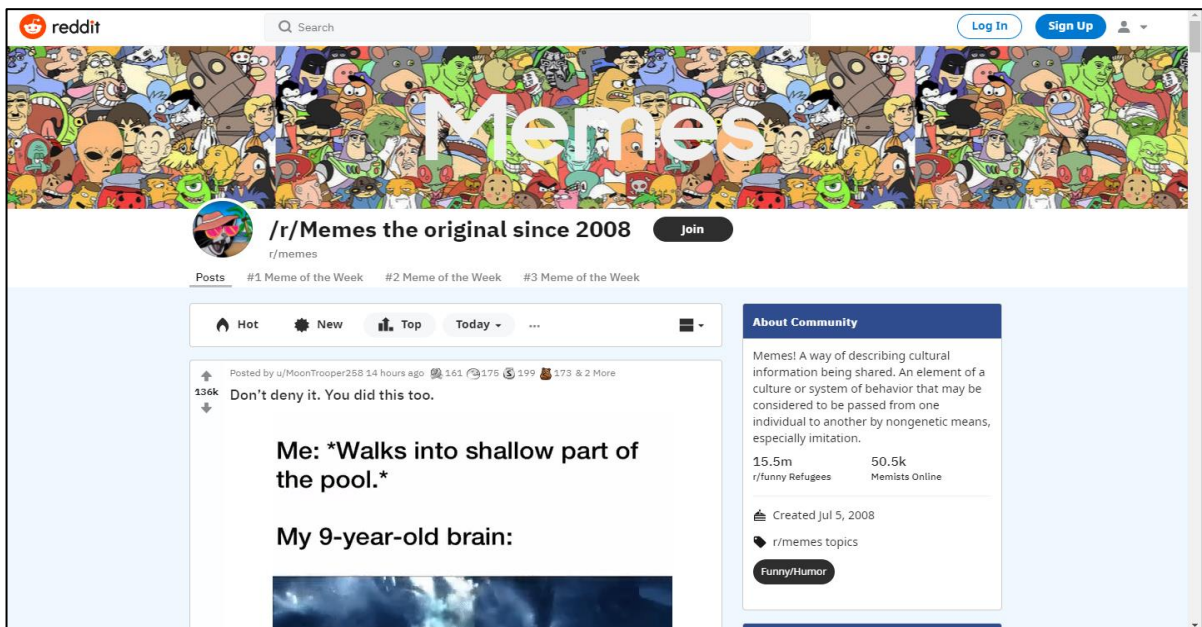 reddit
Search
Log In
Sign Up
Memes
/r/Memes the original since 2008
Join
r/memes
Posts
#1 Meme of the Week
#2 Meme of the Week
#3 Meme of the Week
Hot
New
Top
Today
...
Posted by u/MoonTrooper258 14 hours ago 161 175 199 173 & 2 More
136k
Don't deny it. You did this too.
Me: *Walks into shallow part of
the pool.*
My 9-year-old brain:
About Community
Memes! A way of describing cultural
information being shared. An element of a
culture or system of behavior that may be
considered to be passed from one
individual to another by nongenetic means,
especially imitation.
15.5m
r/funny Refugees
50.5k
Memists Online
Created Jul 5, 2008
r/memes topics
Funny/Humor